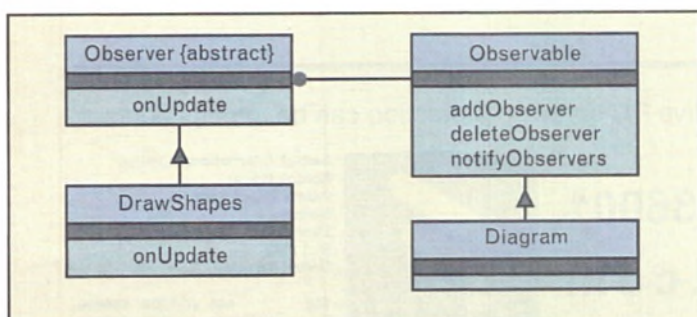 Observer {abstract}
onUpdate
DrawShapes
onUpdate
Observable
addObserver
deleteObserver
notifyObservers
Diagram